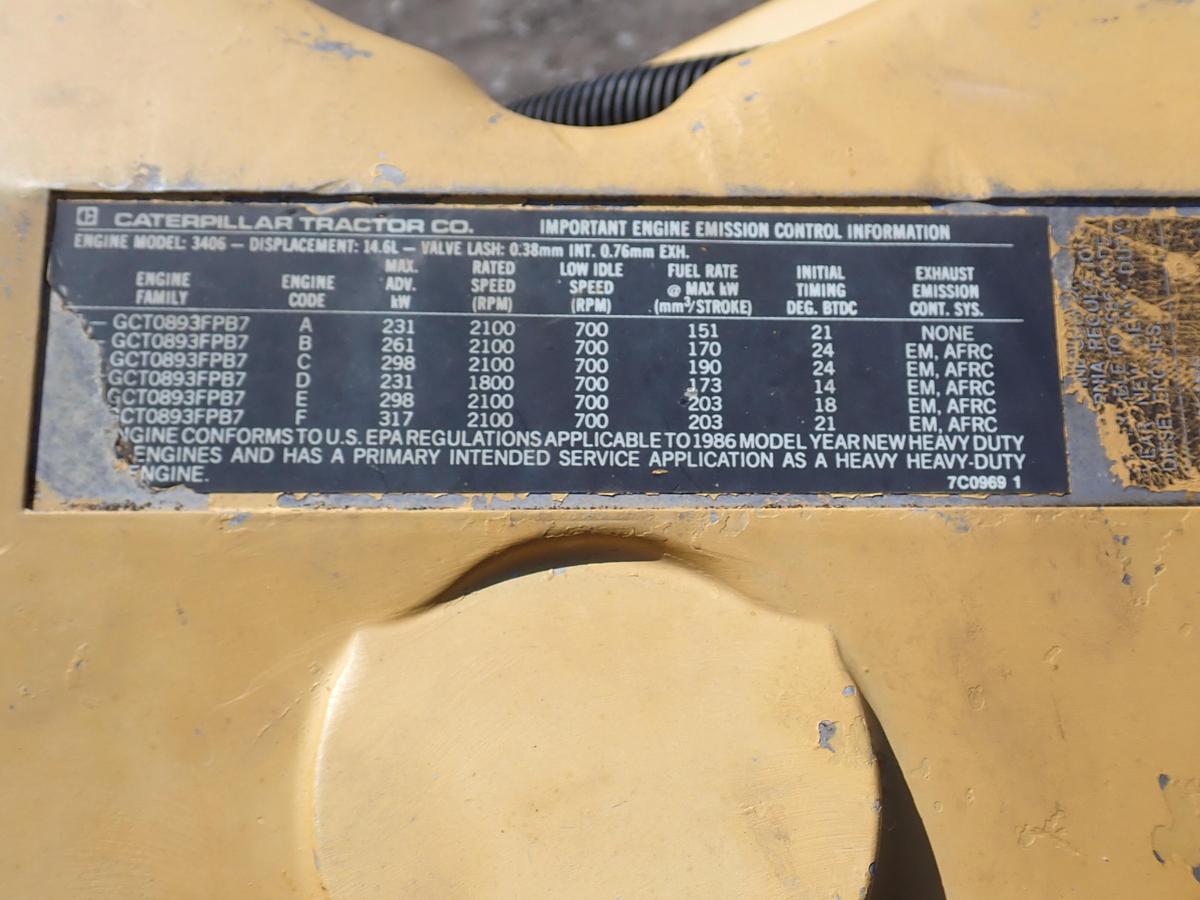 C CATERPILLAR TRACTOR CO. IMPORTANT ENGINE EMISSION CONTROL INFORMATION
ENGINE MODEL: 3406 — DISPLACEMENT: 14.6L — VALVE LASH: 0.38mm INT. 0.76mm EXH.
ENGINE FAMILY ENGINE CODE MAX. ADV. kW RATED SPEED (RPM) LOW IDLE SPEED (RPM) FUEL RATE @ MAX kW (mm³/STROKE) INITIAL TIMING DEG. BTDC EXHAUST EMISSION CONT. SYS.
GCT0893FPB7 A 231 2100 700 151 21 NONE
GCT0893FPB7 B 261 2100 700 170 24 EM, AFRC
GCT0893FPB7 C 298 2100 700 190 24 EM, AFRC
GCT0893FPB7 D 231 1800 700 173 14 EM, AFRC
GCT0893FPB7 E 298 2100 700 203 18 EM, AFRC
GCT0893FPB7 F 317 2100 700 203 21 EM, AFRC
NGINE CONFORMS TO U.S. EPA REGULATIONS APPLICABLE TO 1986 MODEL YEAR NEW HEAVY DUTY
ENGINES AND HAS A PRIMARY INTENDED SERVICE APPLICATION AS A HEAVY HEAVY-DUTY
ENGINE. 7C0969 1
DUTY
YEAR NEW HEAVY
DIESEL ENGINES.